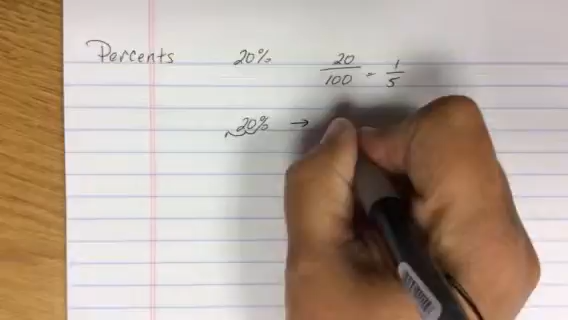 Percents 20% 20/100 = 1/5
20% →